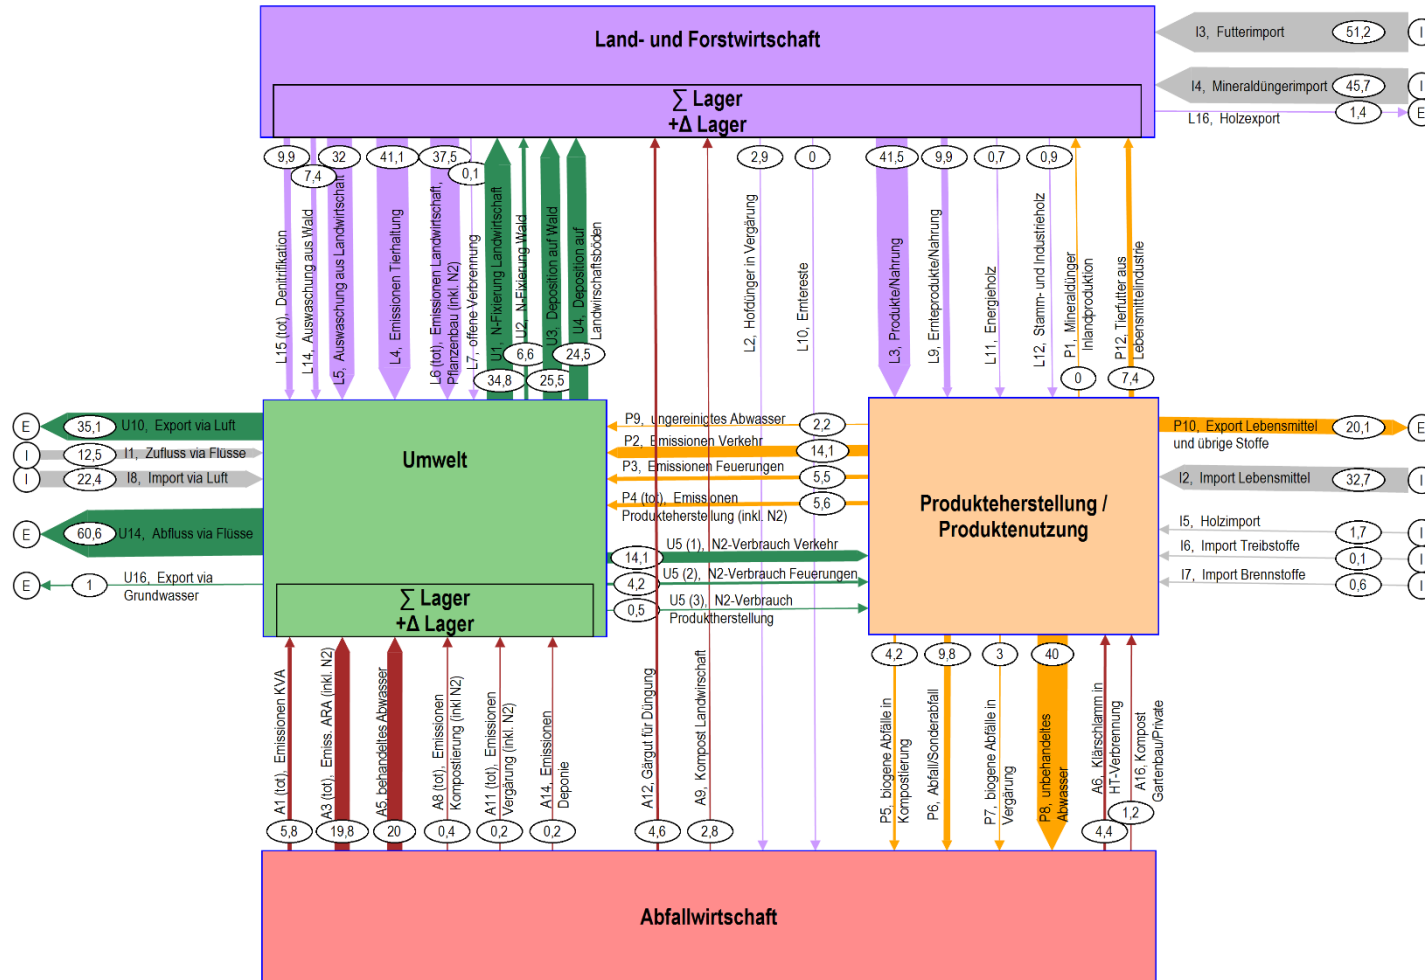 Land- und Forstwirtschaft
∑ Lager
+Δ Lager
I3, Futterimport
51,2
I
I4, Mineraldüngerimport
45,7
I
L16, Holzexport
1,4
E
9,9
L15 (tot), Denitrifikation
7,4
L14, Auswaschung aus Wald
32
L5, Auswaschung aus Landwirtschaft
41,1
L4, Emissionen Tierhaltung
37,5
L6 (tot), Emissionen Landwirtschaft,
Pflanzenbau (inkl. N2)
0,1
L7, offene Verbrennung
U1, N-Fixierung Landwirtschaft
34,8
U2, N-Fixierung Wald
6,6
U3, Deposition auf Wald
25,5
U4, Deposition auf
Landwirschaftsböden
24,5
2,9
L2, Hofdünger in Vergärung
0
L10, Erntereste
41,5
L3, Produkte/Nahrung
9,9
L9, Ernteprodukte/Nahrung
0,7
L11, Energieholz
0,9
L12, Stamm- und Industrieholz
P1, Mineraldünger
Inlandproduktion
0
P12, Tierfutter aus
Lebensmittelindustrie
7,4
E
35,1
U10, Export via Luft
I
12,5
I1, Zufluss via Flüsse
I
22,4
I8, Import via Luft
E
60,6
U14, Abfluss via Flüsse
E
1
U16, Export via
Grundwasser
Umwelt
∑ Lager
+Δ Lager
P9, ungereinigtes Abwasser
2,2
P2, Emissionen Verkehr
14,1
P3, Emissionen Feuerungen
5,5
P4 (tot), Emissionen
Produkteherstellung (inkl. N2)
5,6
14,1
U5 (1), N2-Verbrauch Verkehr
4,2
U5 (2), N2-Verbrauch Feuerungen
0,5
U5 (3), N2-Verbrauch
Produktherstellung
Produkteherstellung /
Produktenutzung
P10, Export Lebensmittel
und übrige Stoffe
20,1
E
I2, Import Lebensmittel
32,7
I
I5, Holzimport
1,7
I
I6, Import Treibstoffe
0,1
I
I7, Import Brennstoffe
0,6
I
A1 (tot), Emissionen KVA
5,8
A3 (tot), Emiss. ARA (inkl. N2)
19,8
A5, behandeltes Abwasser
20
A8 (tot), Emissionen
Kompostierung (inkl N2)
0,4
A11 (tot), Emissionen
Vergärung (inkl. N2)
0,2
A14, Emissionen
Deponie
0,2
A12, Gärgut für Düngung
4,6
A9, Kompost Landwirschaft
2,8
4,2
P5, biogene Abfälle in
Kompostierung
9,8
P6, Abfall/Sonderabfall
3
P7, biogene Abfälle in
Vergärung
40
P8, unbehandeltes
Abwasser
A6, Klärschlamm in
HT-Verbrennung
4,4
A16, Kompost
Gartenbau/Private
1,2
Abfallwirtschaft